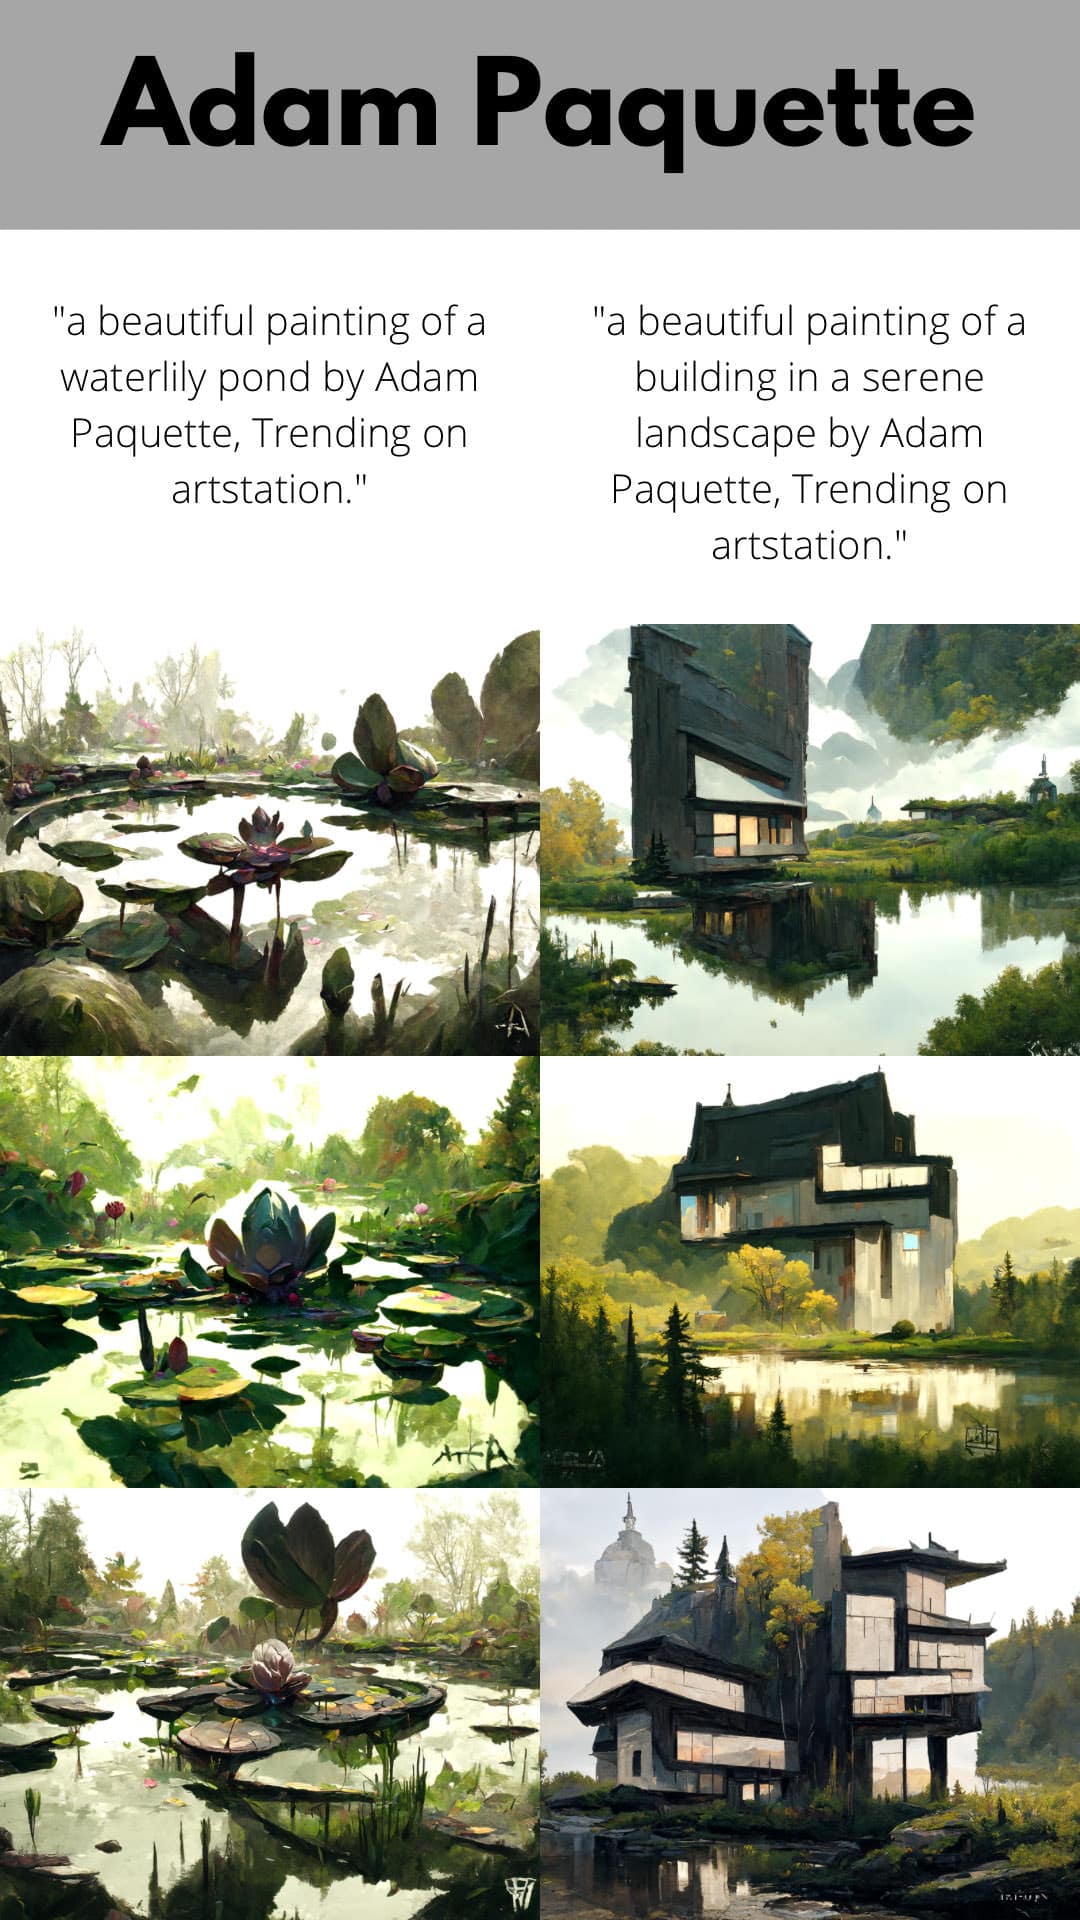 Adam Paquette
"a beautiful painting of a
waterlily pond by Adam
Paquette, Trending on
artstation."
"a beautiful painting of a
building in a serene
landscape by Adam
Paquette, Trending on
artstation."